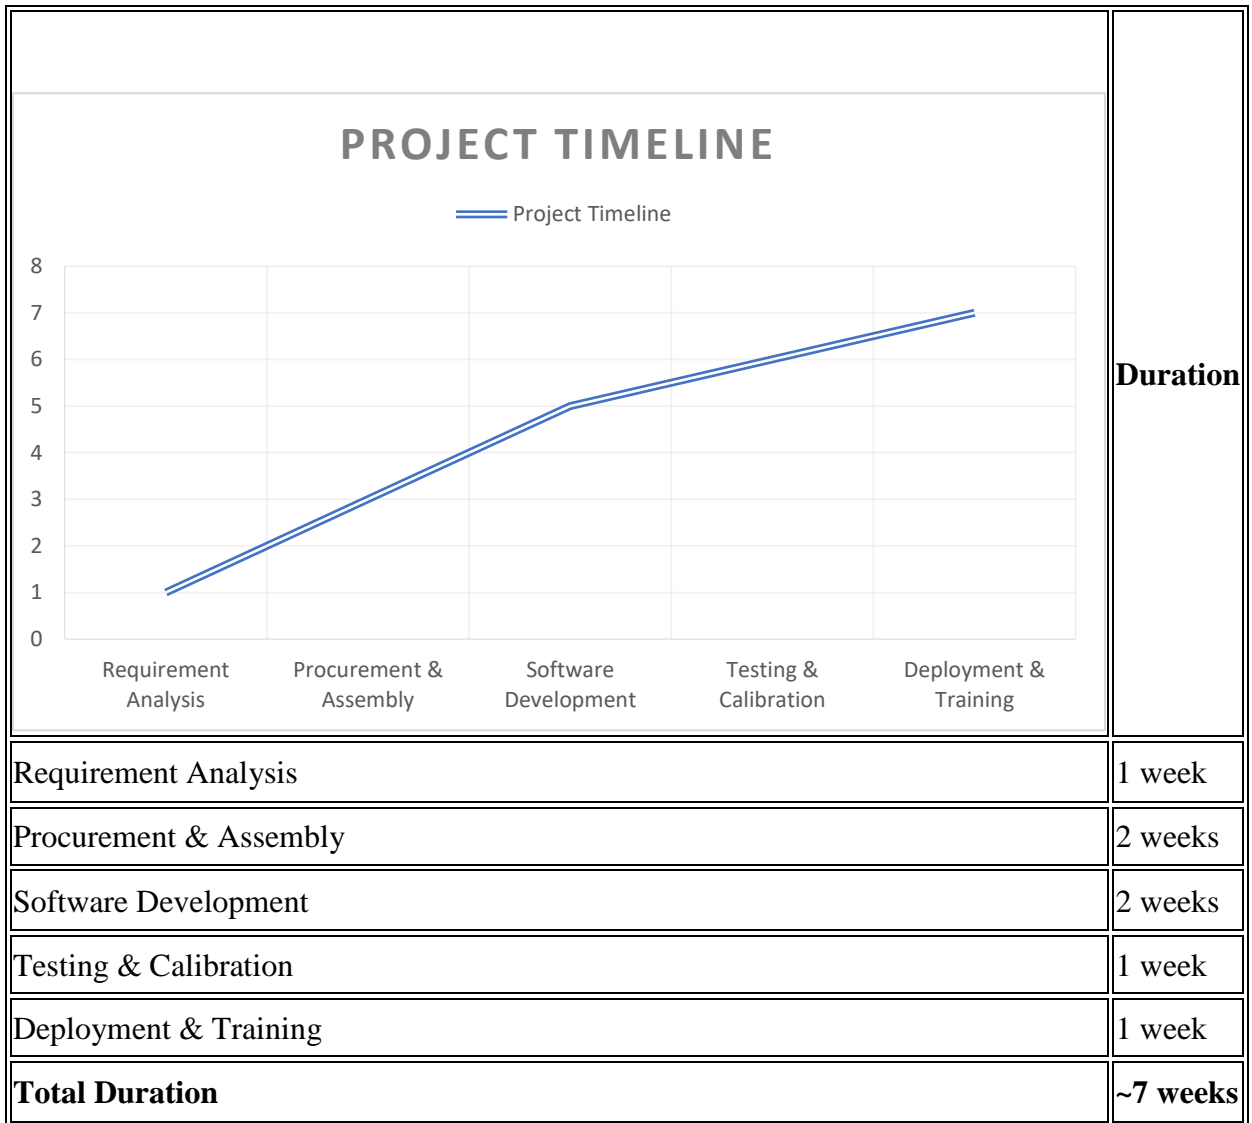 PROJECT TIMELINE
Project Timeline
8
7
6
5
4
3
2
1
0
Requirement Analysis
Procurement & Assembly
Software Development
Testing & Calibration
Deployment & Training
Duration
Requirement Analysis 1 week
Procurement & Assembly 2 weeks
Software Development 2 weeks
Testing & Calibration 1 week
Deployment & Training 1 week
Total Duration ~7 weeks